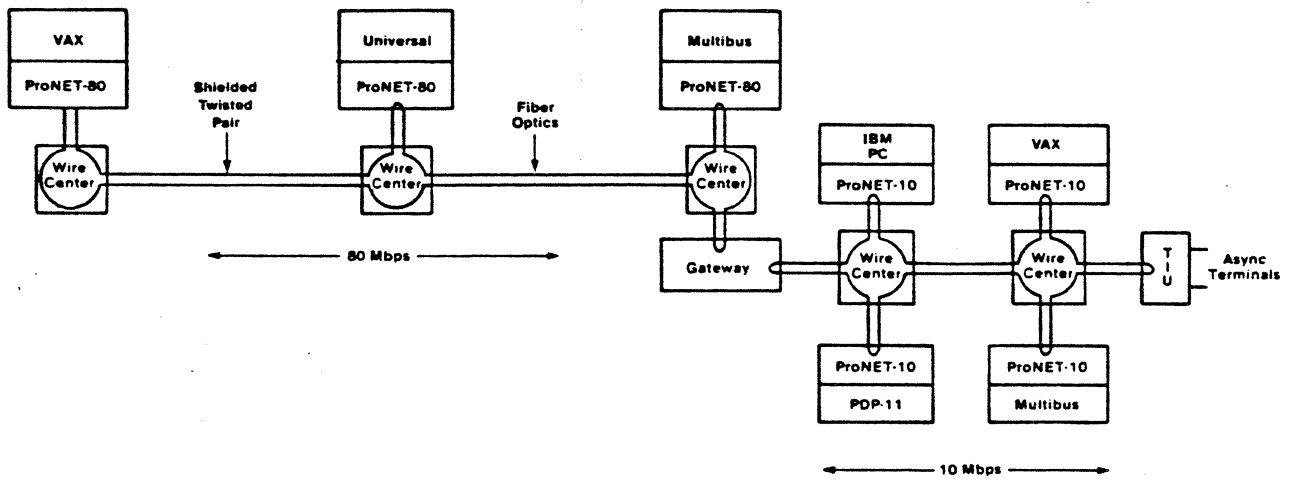 VAX
ProNET-80
Universal
ProNET-80
Multibus
ProNET-80
Shielded
Twisted
Pair
Fiber
Optics
Wire
Center
Wire
Center
Wire
Center
80 Mbps
Gateway
IBM
PC
ProNET-10
VAX
ProNET-10
Wire
Center
Wire
Center
T
I
U
Async
Terminals
ProNET-10
PDP-11
ProNET-10
Multibus
10 Mbps